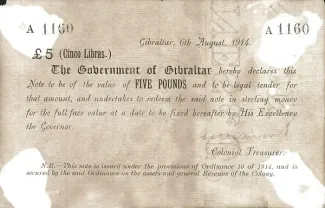 A 1160
A 1160
Gibraltar, 6th August, 1914.
£5 (Cinco Libras.)
The Government of Gibraltar hereby declares this
Note to be of the value of FIVE POUNDS and to be legal tender for
that amount, and undertakes to redeem the said note in sterling money
for the full face value at a date to be fixed hereafter by His Excellency
the Governor.
Colonial Treasurer.
N.B.—This note is issued under the provisions of Ordinance 10 of 1914, and is
secured by the said Ordinance on the assets and general Revenue of the Colony.